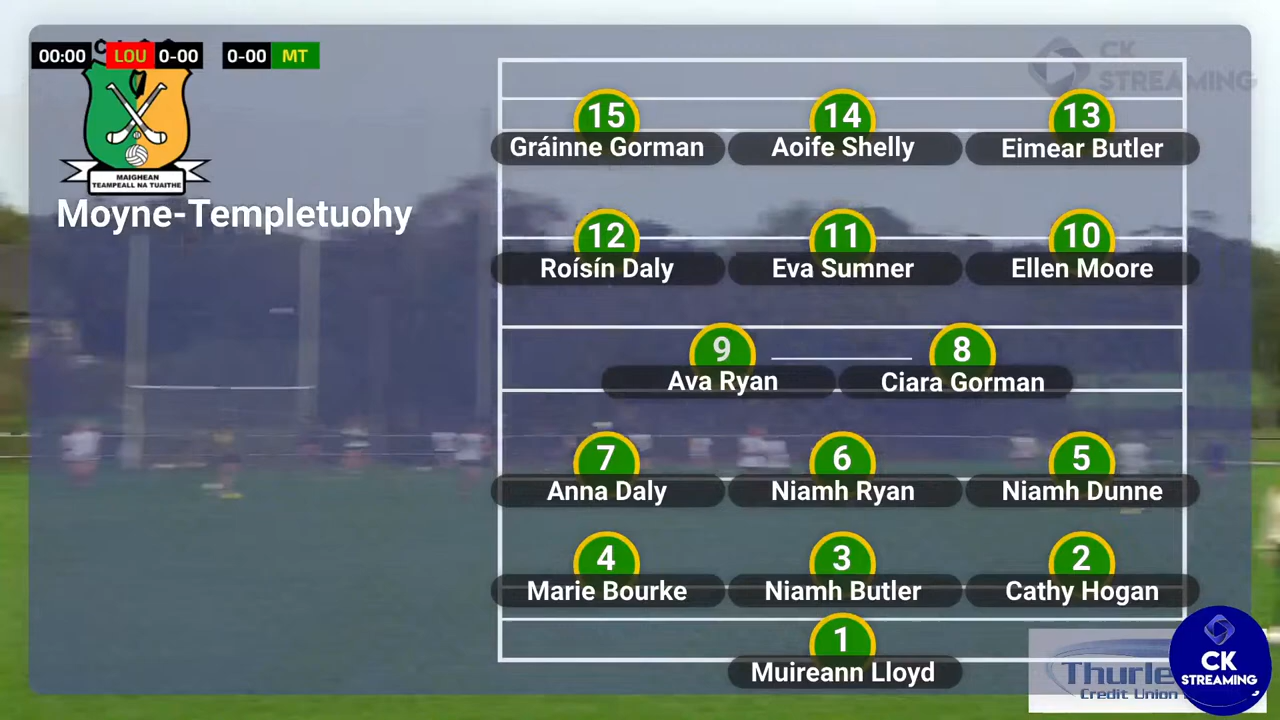 00:00 LOU 0-00 0-00 MT
CK
STREAMING
MAIGHEAN
TEAMPEALL NA TUAITHE
Moyne-Templetuohy
15 14 13
Gráinne Gorman Aoife Shelly Eimear Butler
12 11 10
Roísín Daly Eva Sumner Ellen Moore
9 8
Ava Ryan Ciara Gorman
7 6 5
Anna Daly Niamh Ryan Niamh Dunne
4 3 2
Marie Bourke Niamh Butler Cathy Hogan
1
Muireann Lloyd
Credit Union
CK
STREAMING